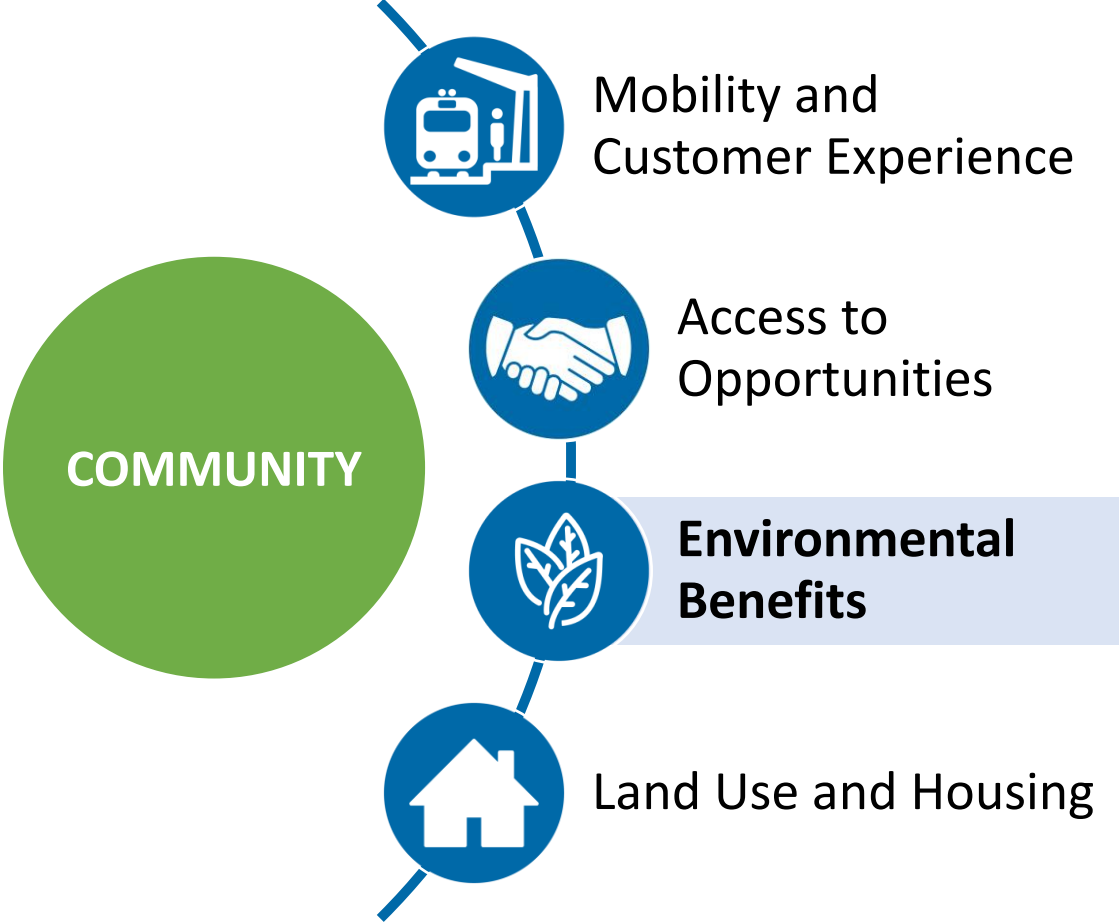 Mobility and
Customer Experience
Access to
Opportunities
COMMUNITY
Environmental
Benefits
Land Use and Housing